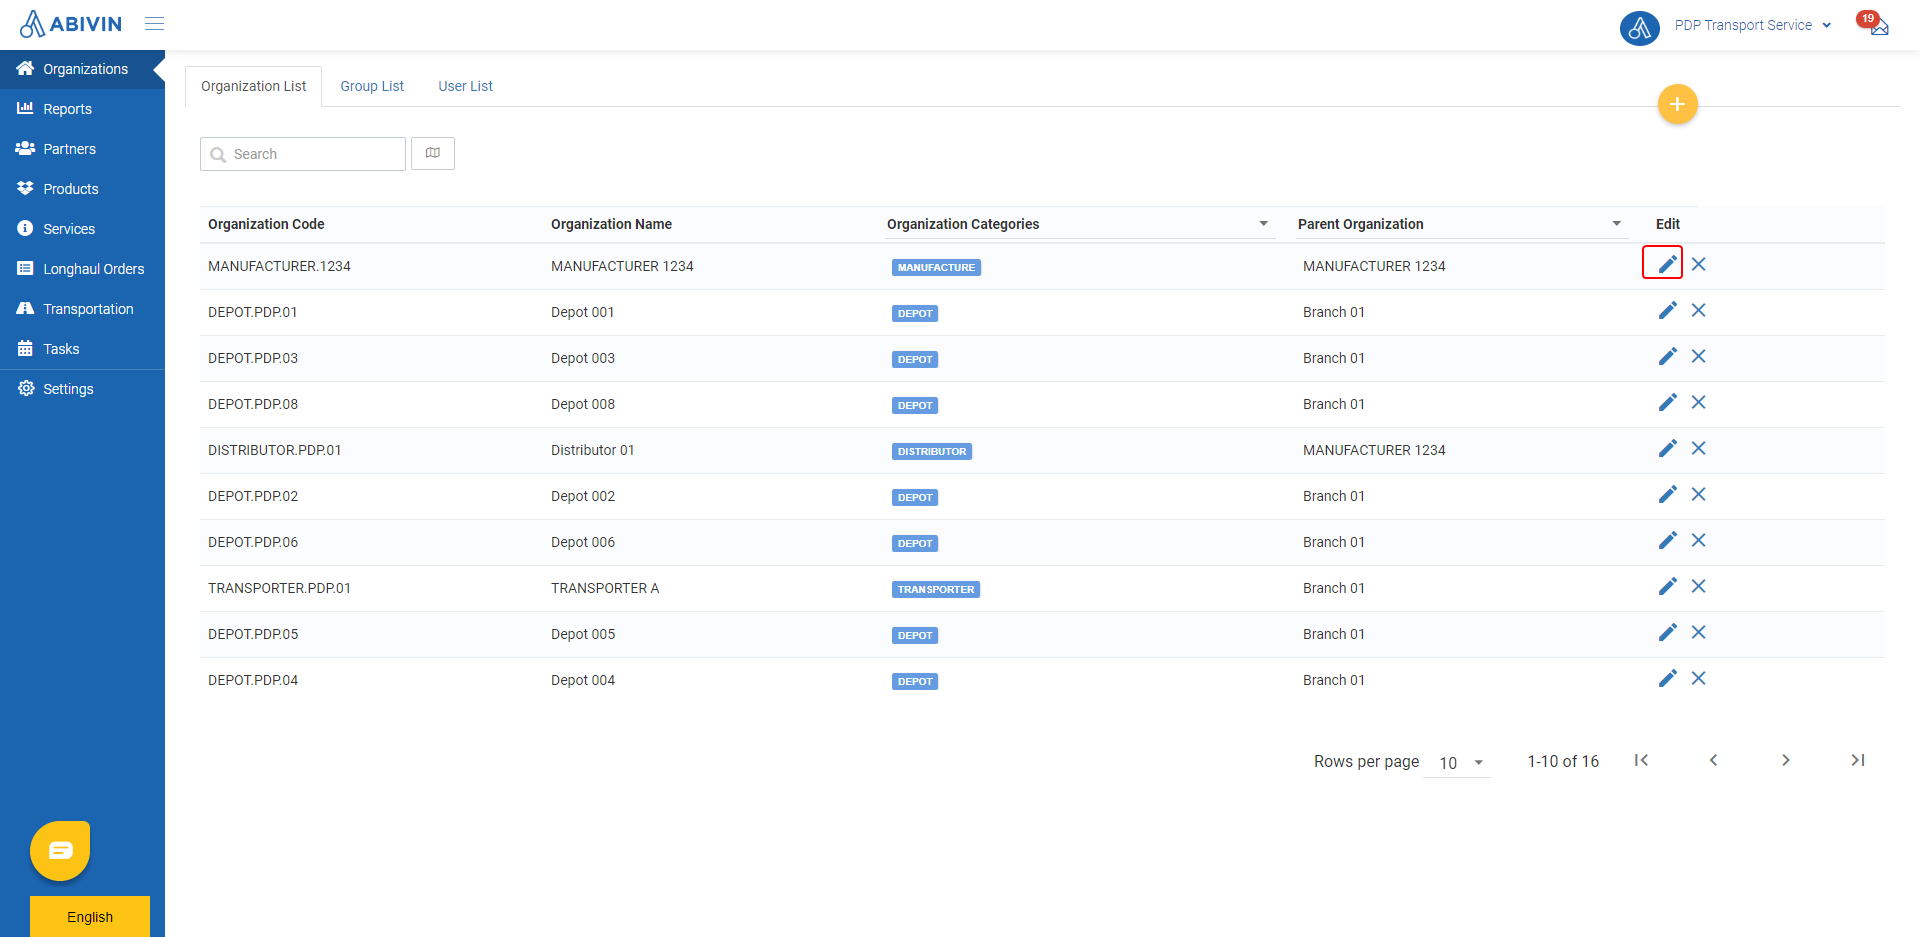 ABIVIN
PDP Transport Service
19
Organizations
Reports
Partners
Products
Services
Longhaul Orders
Transportation
Tasks
Settings
English
Organization List Group List User List
Search
Organization Code Organization Name Organization Categories Parent Organization Edit
MANUFACTURER.1234 MANUFACTURER 1234 MANUFACTURE MANUFACTURER 1234
DEPOT.PDP.01 Depot 001 DEPOT Branch 01
DEPOT.PDP.03 Depot 003 DEPOT Branch 01
DEPOT.PDP.08 Depot 008 DEPOT Branch 01
DISTRIBUTOR.PDP.01 Distributor 01 DISTRIBUTOR MANUFACTURER 1234
DEPOT.PDP.02 Depot 002 DEPOT Branch 01
DEPOT.PDP.06 Depot 006 DEPOT Branch 01
TRANSPORTER.PDP.01 TRANSPORTER A TRANSPORTER Branch 01
DEPOT.PDP.05 Depot 005 DEPOT Branch 01
DEPOT.PDP.04 Depot 004 DEPOT Branch 01
Rows per page 10 1-10 of 16